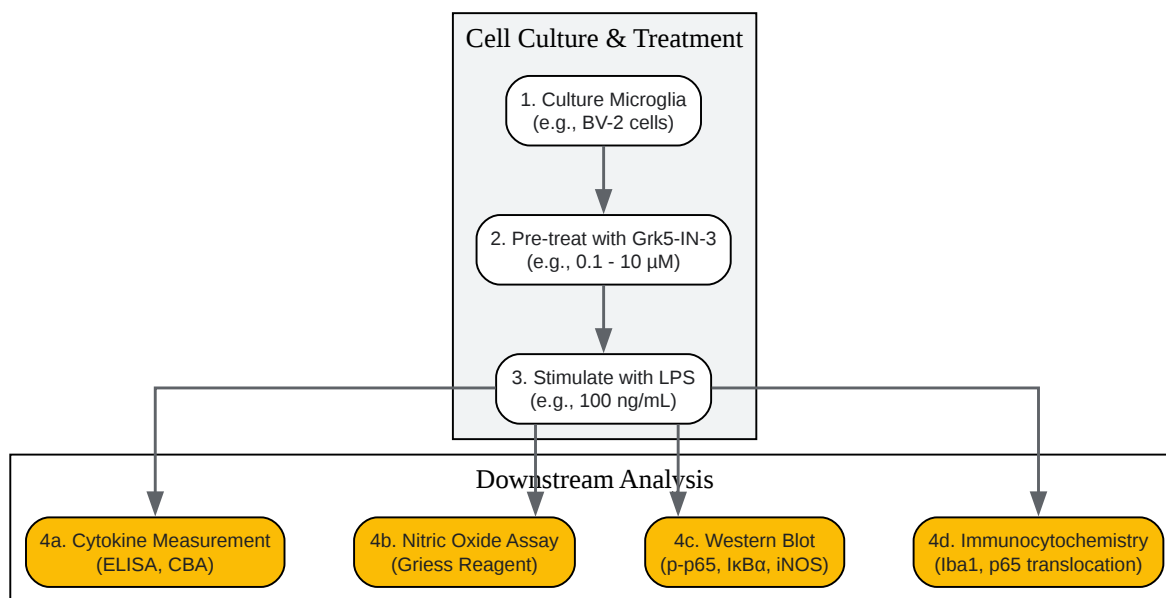 Cell Culture & Treatment
1. Culture Microglia
(e.g., BV-2 cells)
2. Pre-treat with Grk5-IN-3
(e.g., 0.1 - 10 µM)
3. Stimulate with LPS
(e.g., 100 ng/mL)
Downstream Analysis
4a. Cytokine Measurement
(ELISA, CBA)
4b. Nitric Oxide Assay
(Griess Reagent)
4c. Western Blot
(p-p65, IκBα, iNOS)
4d. Immunocytochemistry
(Iba1, p65 translocation)